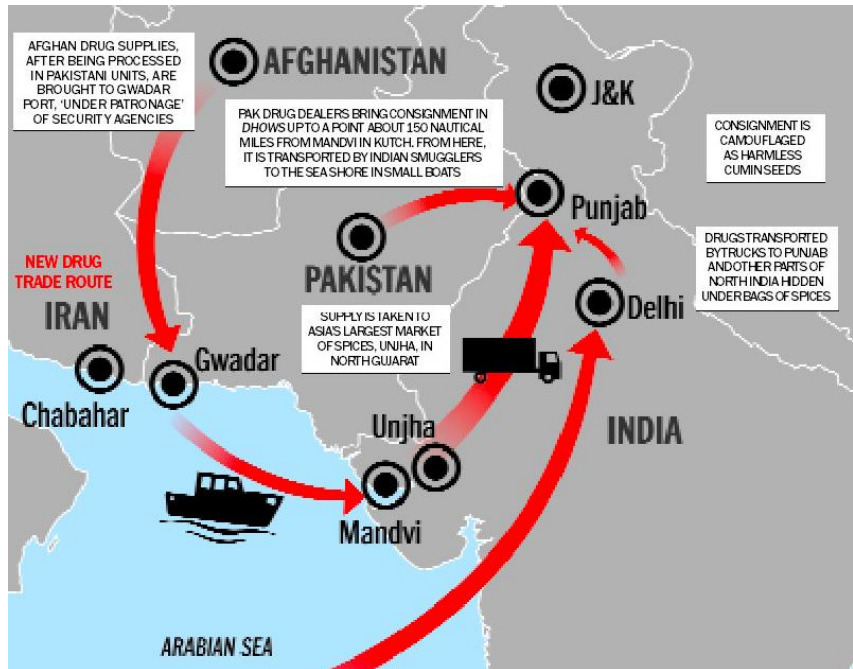 AFGHAN DRUG SUPPLIES,
AFTER BEING PROCESSED
IN PAKISTANI UNITS, ARE
BROUGHT TO GWADAR
PORT, ‘UNDER PATRONAGE’
OF SECURITY AGENCIES
AFGHANISTAN
J&K
PAK DRUG DEALERS BRING CONSIGNMENT IN
DHOWS UP TO A POINT ABOUT 150 NAUTICAL
MILES FROM MANDVI IN KUTCH. FROM HERE,
IT IS TRANSPORTED BY INDIAN SMUGGLERS
TO THE SEA SHORE IN SMALL BOATS
CONSIGNMENT IS
CAMOUFLAGED
AS HARMLESS
CUMIN SEEDS
Punjab
PAKISTAN
DRUGS TRANSPORTED
BY TRUCKS TO PUNJAB
AND OTHER PARTS OF
NORTH INDIA HIDDEN
UNDER BAGS OF SPICES
NEW DRUG
TRADE ROUTE
IRAN
SUPPLY IS TAKEN TO
ASIA'S LARGEST MARKET
OF SPICES, UNJHA, IN
NORTH GUJARAT
Delhi
Gwadar
Chabahar
Unjha
INDIA
Mandvi
ARABIAN SEA